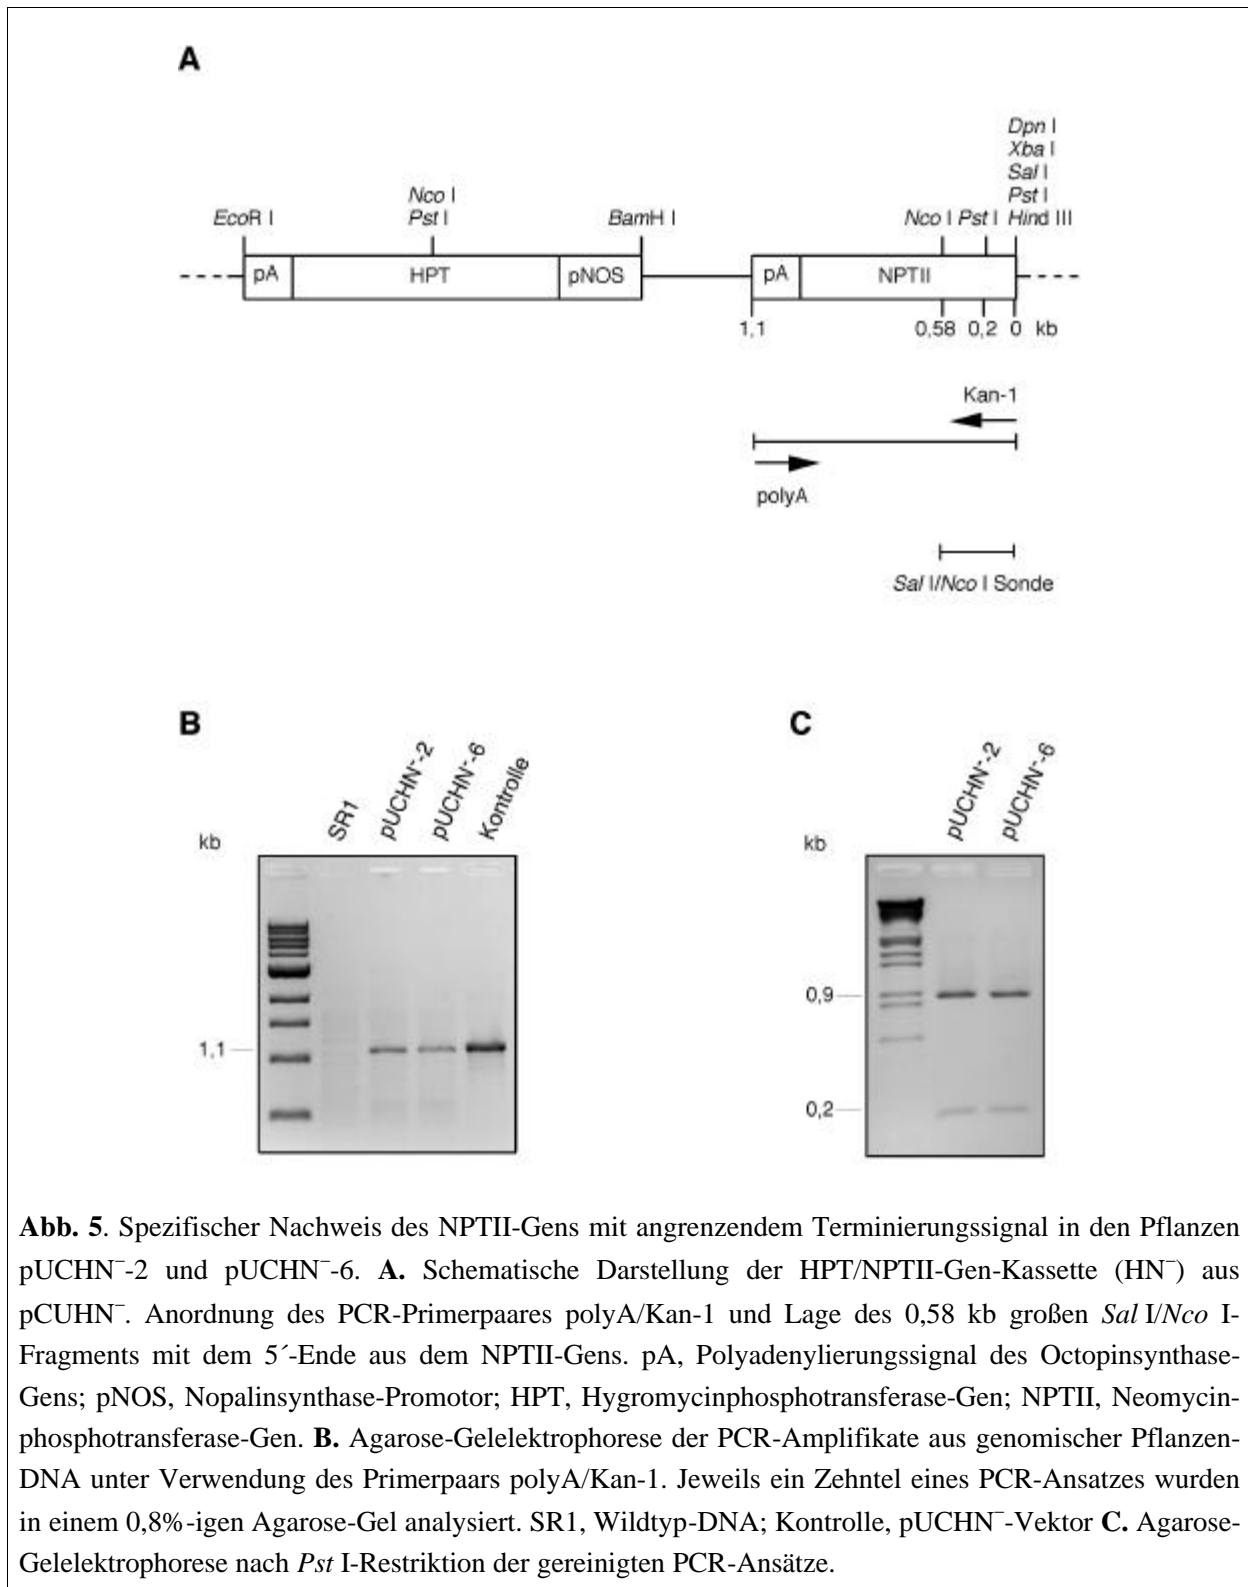 A
Dpn I
Xba I
Sal I
Nco I
Pst I
EcoR I
Pst I
BamH I
Nco I
Pst I
Hind III
pA
HPT
pNOS
pA
NPTII
1,1
0,58
0,2
0
kb
Kan-1
polyA
Sal I/Nco I Sonde
B
C
SR1
pUCHN⁻-2
pUCHN⁻-6
Kontrolle
pUCHN⁻-2
pUCHN⁻-6
kb
kb
0,9
1,1
0,2
Abb. 5. Spezifischer Nachweis des NPTII-Gens mit angrenzendem Terminierungssignal in den Pflanzen
pUCHN⁻-2 und pUCHN⁻-6. A. Schematische Darstellung der HPT/NPTII-Gen-Kassette (HN⁻) aus
pCUHN⁻. Anordnung des PCR-Primerpaares polyA/Kan-1 und Lage des 0,58 kb großen Sal I/Nco I-
Fragments mit dem 5´-Ende aus dem NPTII-Gens. pA, Polyadenylierungssignal des Octopinsynthase-
Gens; pNOS, Nopalinsynthase-Promotor; HPT, Hygromycinphosphotransferase-Gen; NPTII, Neomycin-
phosphotransferase-Gen. B. Agarose-Gelelektrophorese der PCR-Amplifikate aus genomischer Pflanzen-
DNA unter Verwendung des Primerpaars polyA/Kan-1. Jeweils ein Zehntel eines PCR-Ansatzes wurden
in einem 0,8%-igen Agarose-Gel analysiert. SR1, Wildtyp-DNA; Kontrolle, pUCHN⁻-Vektor C. Agarose-
Gelelektrophorese nach Pst I-Restriktion der gereinigten PCR-Ansätze.